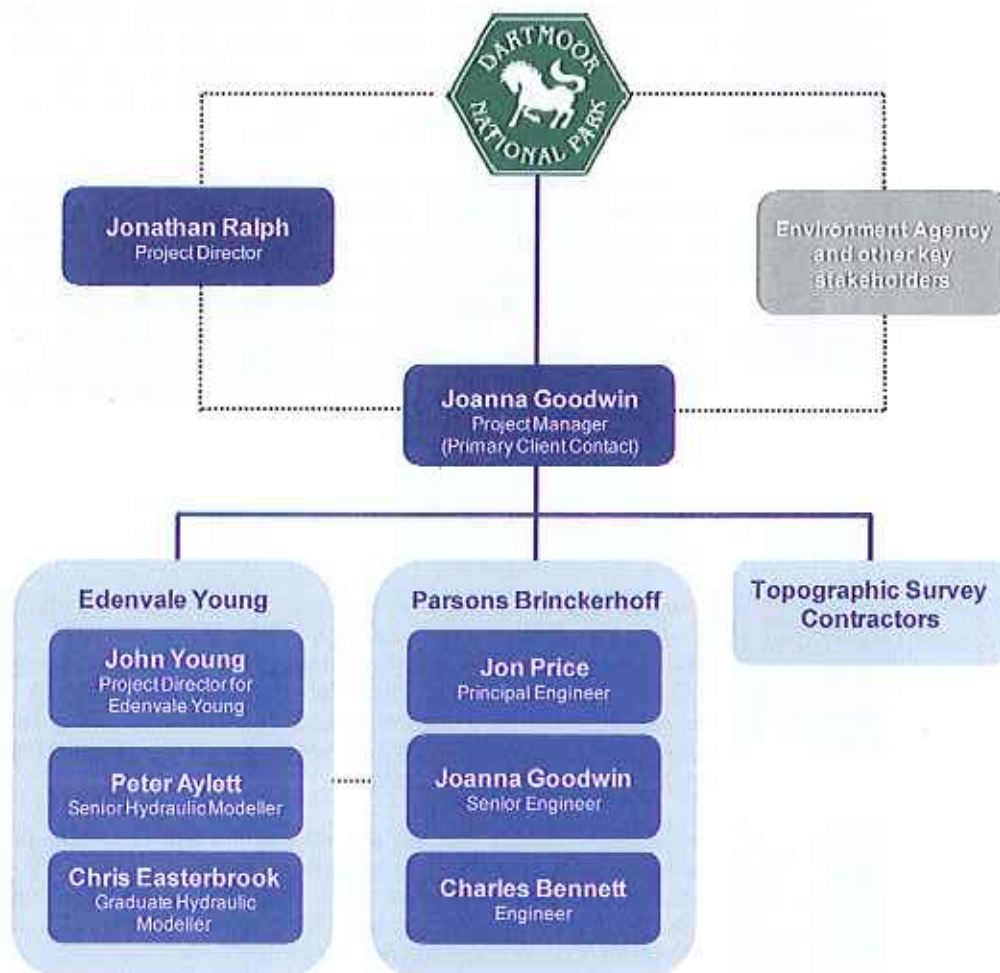 DARTMOOR
NATIONAL PARK
Jonathan Ralph
Project Director
Environment Agency
and other key
stakeholders
Joanna Goodwin
Project Manager
(Primary Client Contact)
Edenvale Young
John Young
Project Director for
Edenvale Young
Peter Aylett
Senior Hydraulic Modeller
Chris Easterbrook
Graduate Hydraulic
Modeller
Parsons Brinckerhoff
Jon Price
Principal Engineer
Joanna Goodwin
Senior Engineer
Charles Bennett
Engineer
Topographic Survey
Contractors